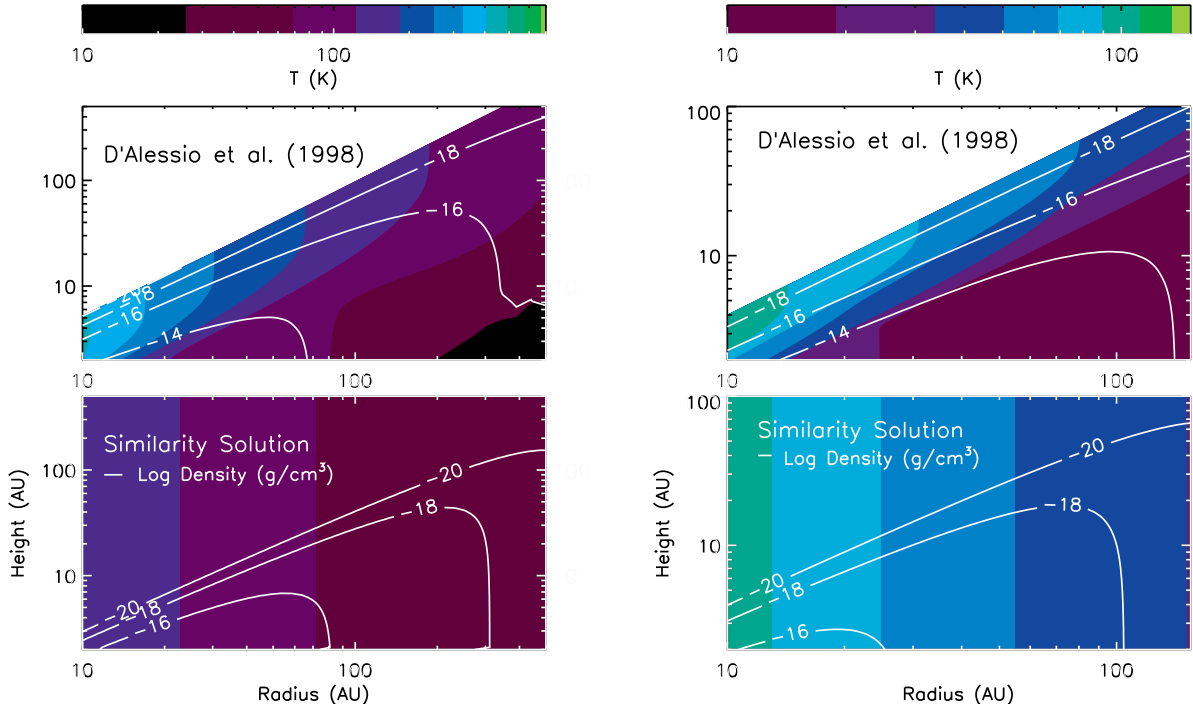 10 100
T (K)
10 100
T (K)
D'Alessio et al. (1998)
-18
-16
-20
-18
-16
-14
100
10
10 100
D'Alessio et al. (1998)
-18
-16
-18
-16
-14
100
10
10 100
Similarity Solution
— Log Density (g/cm³)
-20
-18
-20
-18
-16
100
10
Height (AU)
10 100
Radius (AU)
Similarity Solution
— Log Density (g/cm³)
-20
-18
-20
-18
-16
100
10
Height (AU)
10 100
Radius (AU)